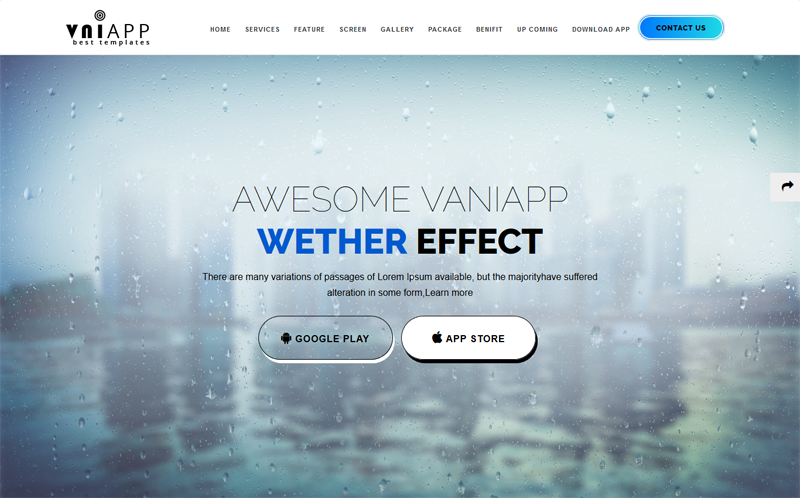 vniAPP
best templates
HOME SERVICES FEATURE SCREEN GALLERY PACKAGE BENIFIT UP COMING DOWNLOAD APP CONTACT US
AWESOME VANIAPP
WETHER EFFECT
There are many variations of passages of Lorem Ipsum available, but the majorityhave suffered
alteration in some form,Learn more
GOOGLE PLAY APP STORE